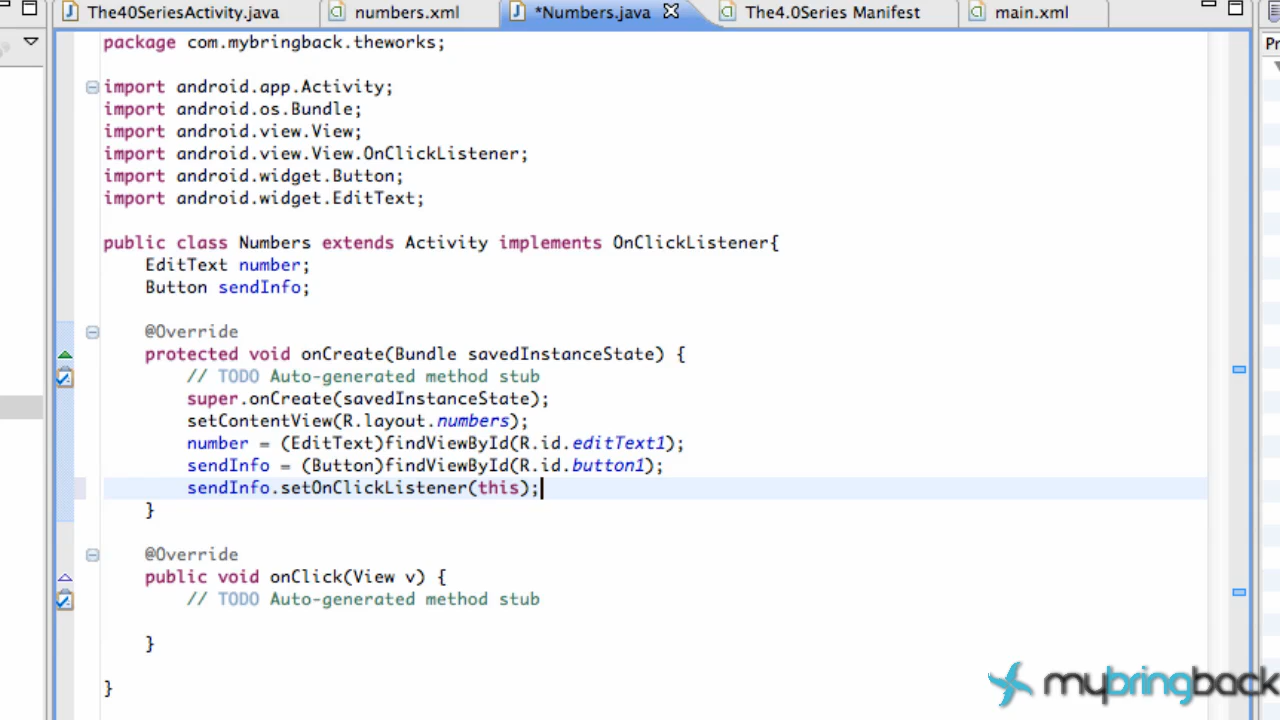 The40SeriesActivity.java numbers.xml *Numbers.java The4.0Series Manifest main.xml
package com.mybringback.theworks;
import android.app.Activity;
import android.os.Bundle;
import android.view.View;
import android.view.View.OnClickListener;
import android.widget.Button;
import android.widget.EditText;
public class Numbers extends Activity implements OnClickListener{
EditText number;
Button sendInfo;
@Override
protected void onCreate(Bundle savedInstanceState) {
// TODO Auto-generated method stub
super.onCreate(savedInstanceState);
setContentView(R.layout.numbers);
number = (EditText)findViewById(R.id.editText1);
sendInfo = (Button)findViewById(R.id.button1);
sendInfo.setOnClickListener(this);
}
@Override
public void onClick(View v) {
// TODO Auto-generated method stub
}
}
mybringback